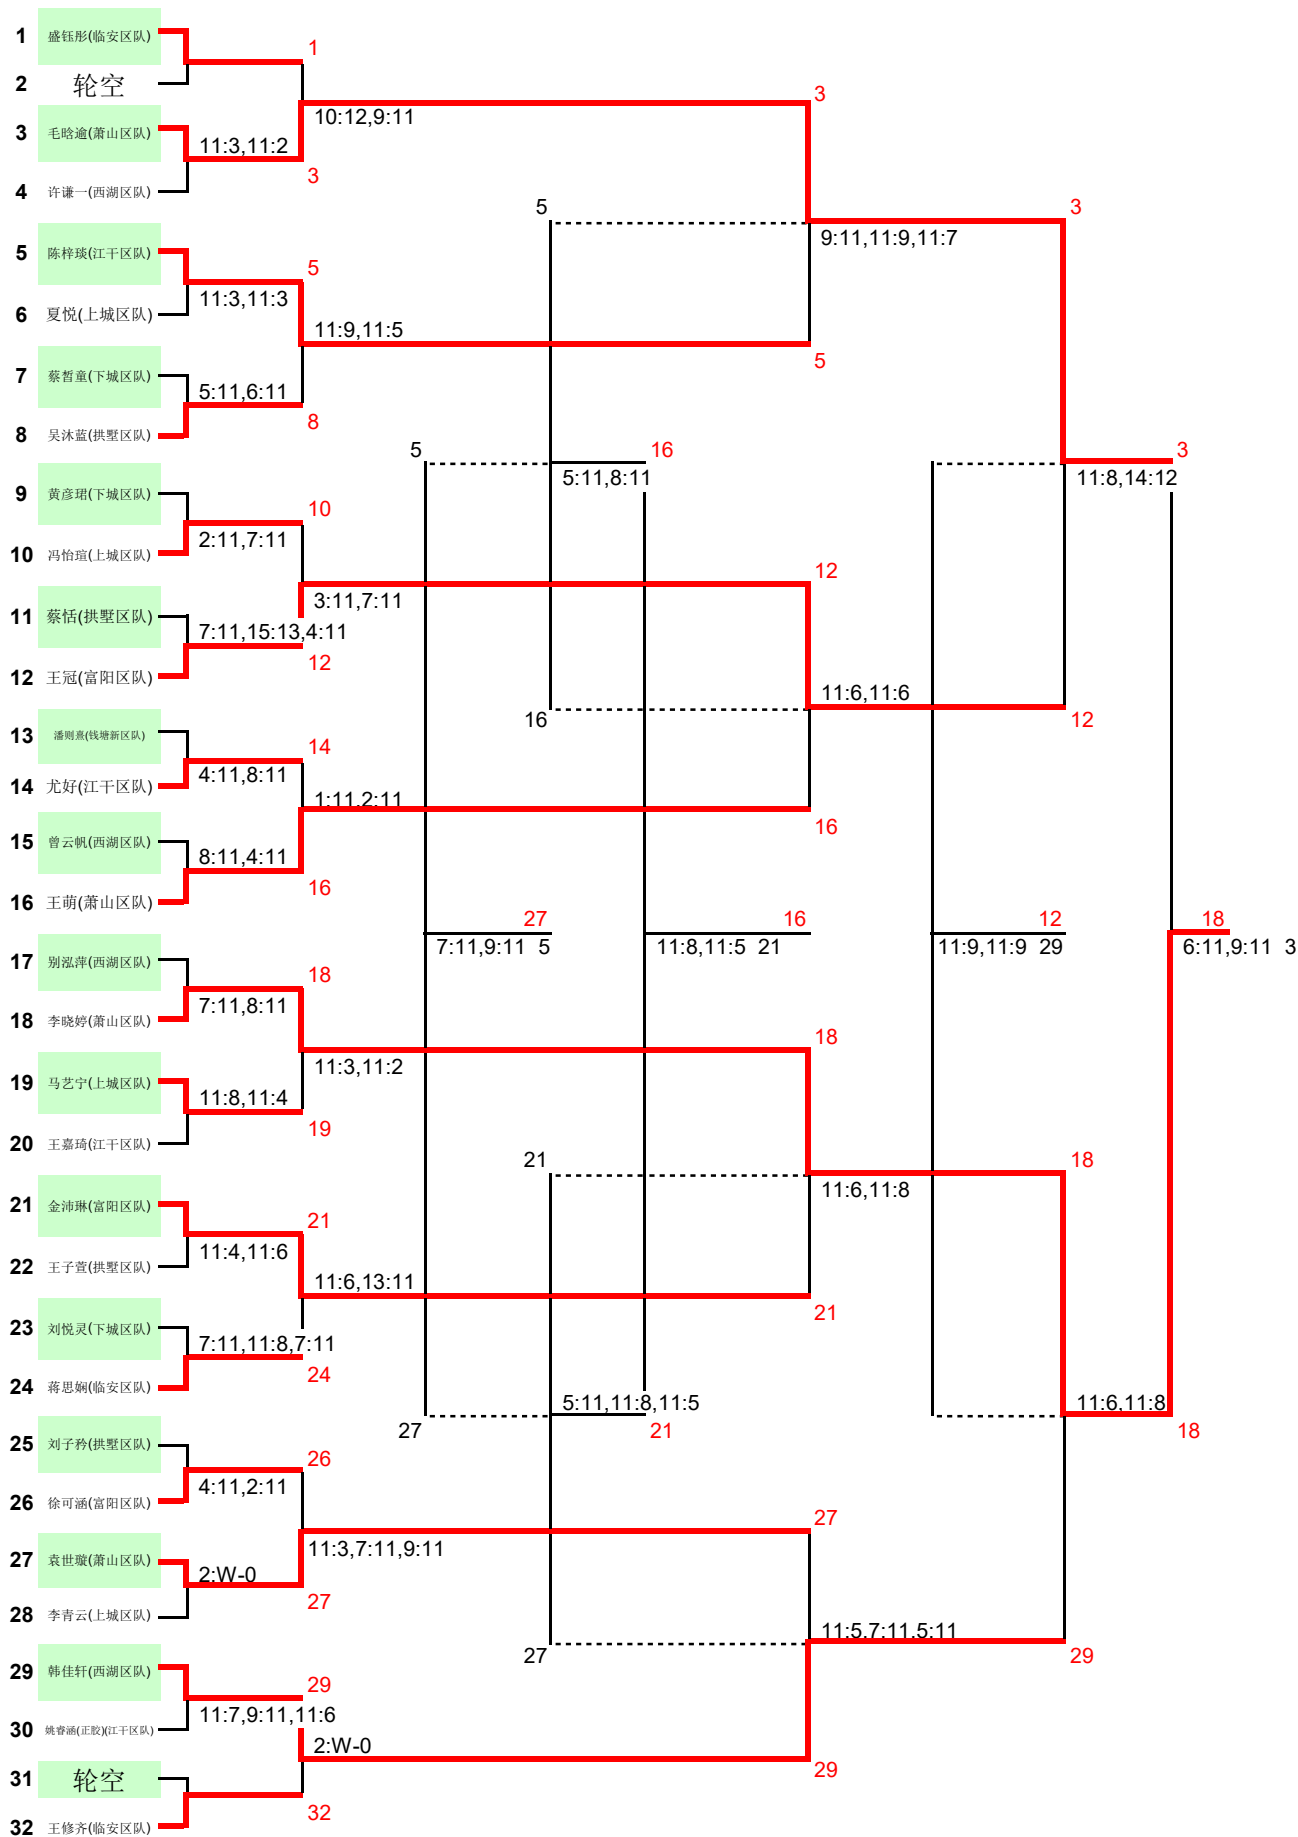 1 盛钰彤(临安区队)
1
2 轮空
3
10:12,9:11
3 毛晗逾(萧山区队)
11:3,11:2
3
4 许谦一(西湖区队)
5
3
9:11,11:9,11:7
5 陈梓琰(江干区队)
5
11:3,11:3
6 夏悦(上城区队)
11:9,11:5
5
7 蔡皙童(下城区队)
5:11,6:11
8
8 吴沐蓝(拱墅区队)
5
16
3
5:11,8:11
11:8,14:12
9 黄彦珺(下城区队)
10
2:11,7:11
10 冯怡瑄(上城区队)
12
3:11,7:11
11 蔡恬(拱墅区队)
7:11,15:13,4:11
12
12 王冠(富阳区队)
11:6,11:6
16
12
13 潘则熹(钱塘新区队)
14
4:11,8:11
14 尤好(江干区队)
1:11,2:11
16
15 曾云帆(西湖区队)
8:11,4:11
16
16 王萌(萧山区队)
27
16
12
18
7:11,9:11 5
11:8,11:5 21
11:9,11:9 29
6:11,9:11 3
17 别泓萍(西湖区队)
18
7:11,8:11
18 李晓婷(萧山区队)
18
11:3,11:2
19 马艺宁(上城区队)
11:8,11:4
19
20 王嘉琦(江干区队)
21
18
11:6,11:8
21 金沛琳(富阳区队)
21
11:4,11:6
22 王子萱(拱墅区队)
11:6,13:11
21
23 刘悦灵(下城区队)
7:11,11:8,7:11
24
24 蒋思娴(临安区队)
5:11,11:8,11:5
11:6,11:8
27
21
18
25 刘子矜(拱墅区队)
26
4:11,2:11
26 徐可涵(富阳区队)
27
11:3,7:11,9:11
27 袁世璇(萧山区队)
2:W-0
27
28 李青云(上城区队)
11:5,7:11,5:11
27
29
29 韩佳轩(西湖区队)
29
11:7,9:11,11:6
30 姚睿涵(正胶)(江干区队)
2:W-0
29
31 轮空
32
32 王修齐(临安区队)